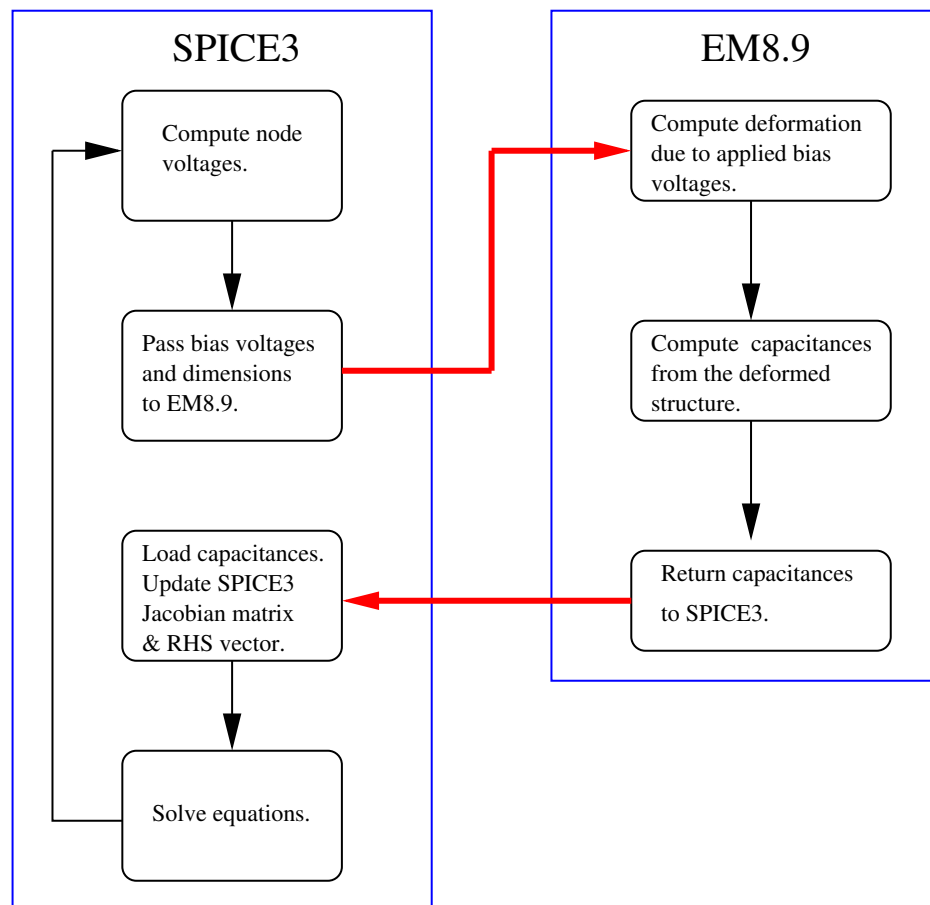 SPICE3
Compute node
voltages.
Pass bias voltages
and dimensions
to EM8.9.
Load capacitances.
Update SPICE3
Jacobian matrix
& RHS vector.
Solve equations.
EM8.9
Compute deformation
due to applied bias
voltages.
Compute capacitances
from the deformed
structure.
Return capacitances
to SPICE3.